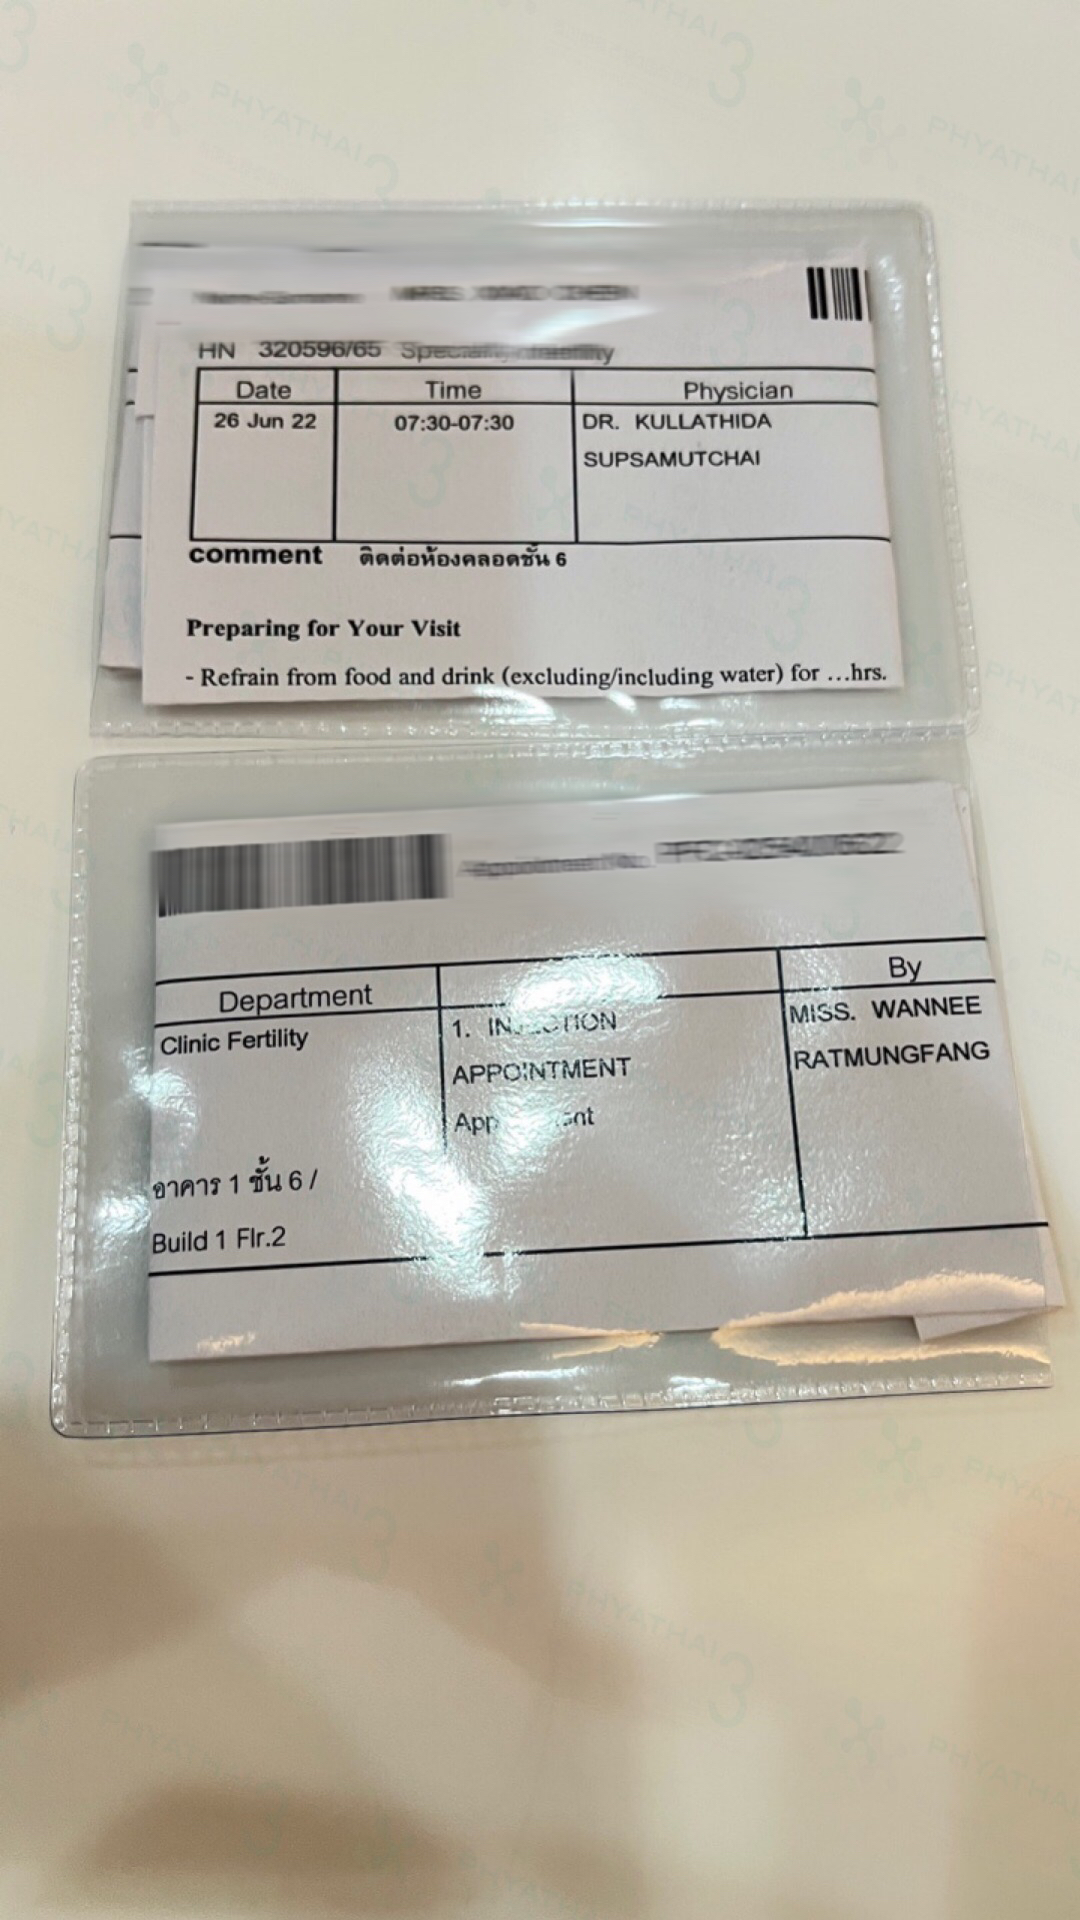 HN 320596/65
Date Time Physician
26 Jun 22 07:30-07:30 DR. KULLATHIDA
SUPSAMUTCHAI
comment ติดต่อห้องคลอดชั้น 6
Preparing for Your Visit
- Refrain from food and drink (excluding/including water) for ...hrs.
Department By
Clinic Fertility 1. APPOINTMENT MISS. WANNEE
RATMUNGFANG
อาคาร 1 ชั้น 6 /
Build 1 Flr.2
PHYATHAI 3